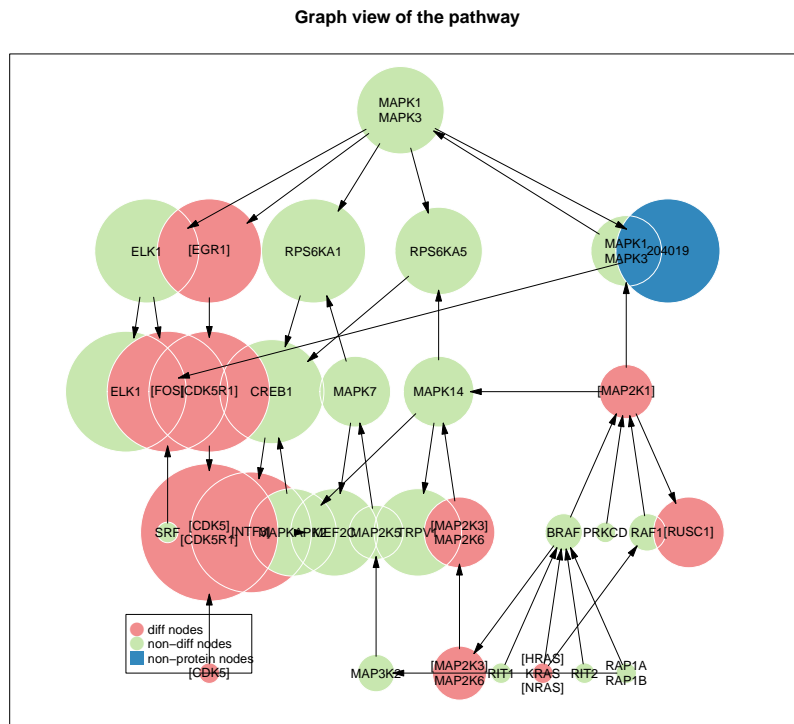 Graph view of the pathway
MAPK1
MAPK3
ELK1
[EGR1]
RPS6KA1
RPS6KA5
MAPK1
MAPK3
204019
ELK1
[FOS]
[CDK5R1]
CREB1
MAPK7
MAPK14
[MAP2K1]
SRF
[CDK5]
[CDK5R1]
MEF2C
MAP2K5
[MAP2K3]
MAP2K6
BRAF
PRKCD
RAF1
[RUSC1]
diff nodes
non-diff nodes
non-protein nodes
[CDK5]
MAP3K2
[MAP2K3]
MAP2K6
RIT1
[HRAS]
KRAS
[NRAS]
RIT2
RAP1A
RAP1B